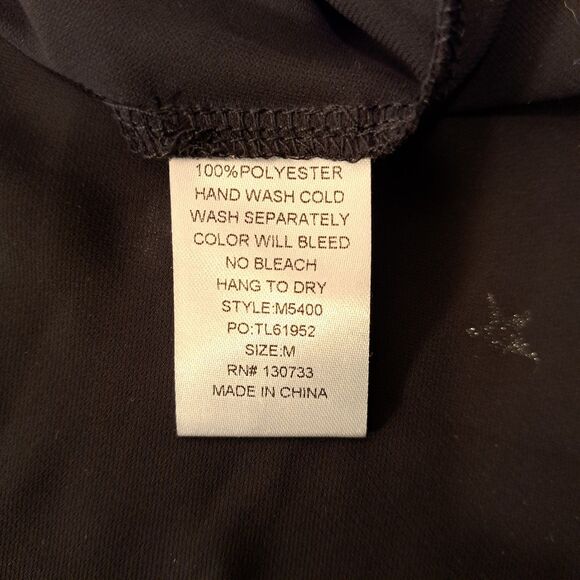 100%POLYESTER
HAND WASH COLD
WASH SEPARATELY
COLOR WILL BLEED
NO BLEACH
HANG TO DRY
STYLE:M5400
PO:TL61952
SIZE:M
RN# 130733
MADE IN CHINA